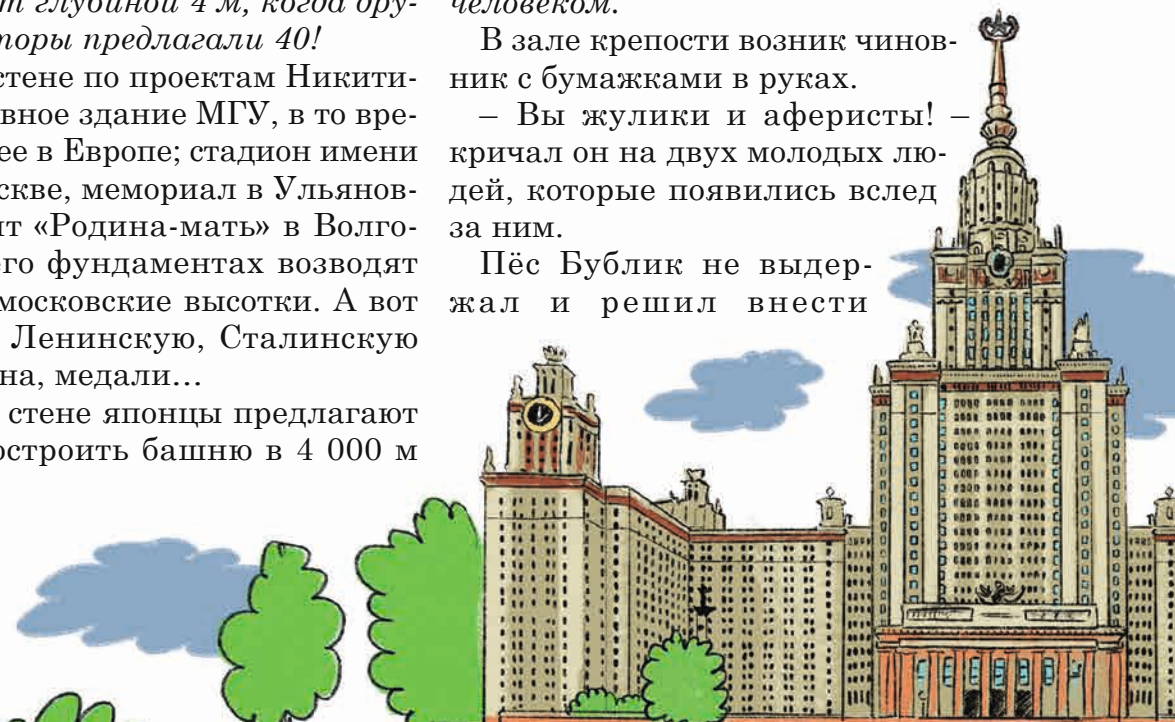 т глубиной 4 м, когда дру-
торы предлагали 40!
стене по проектам Никити-
вное здание МГУ, в то вре-
ее в Европе; стадион имени
скве, мемориал в Ульянов-
нт «Родина-мать» в Волго-
его фундаментах возводят
московские высотки. А вот
Ленинскую, Сталинскую
на, медали…
стене японцы предлагают
остроить башню в 4 000 м
человеком.
В зале крепости возник чинов-
ник с бумажками в руках.
– Вы жулики и аферисты! –
кричал он на двух молодых лю-
дей, которые появились вслед
за ним.
Пёс Бублик не выдер-
жал и решил внести